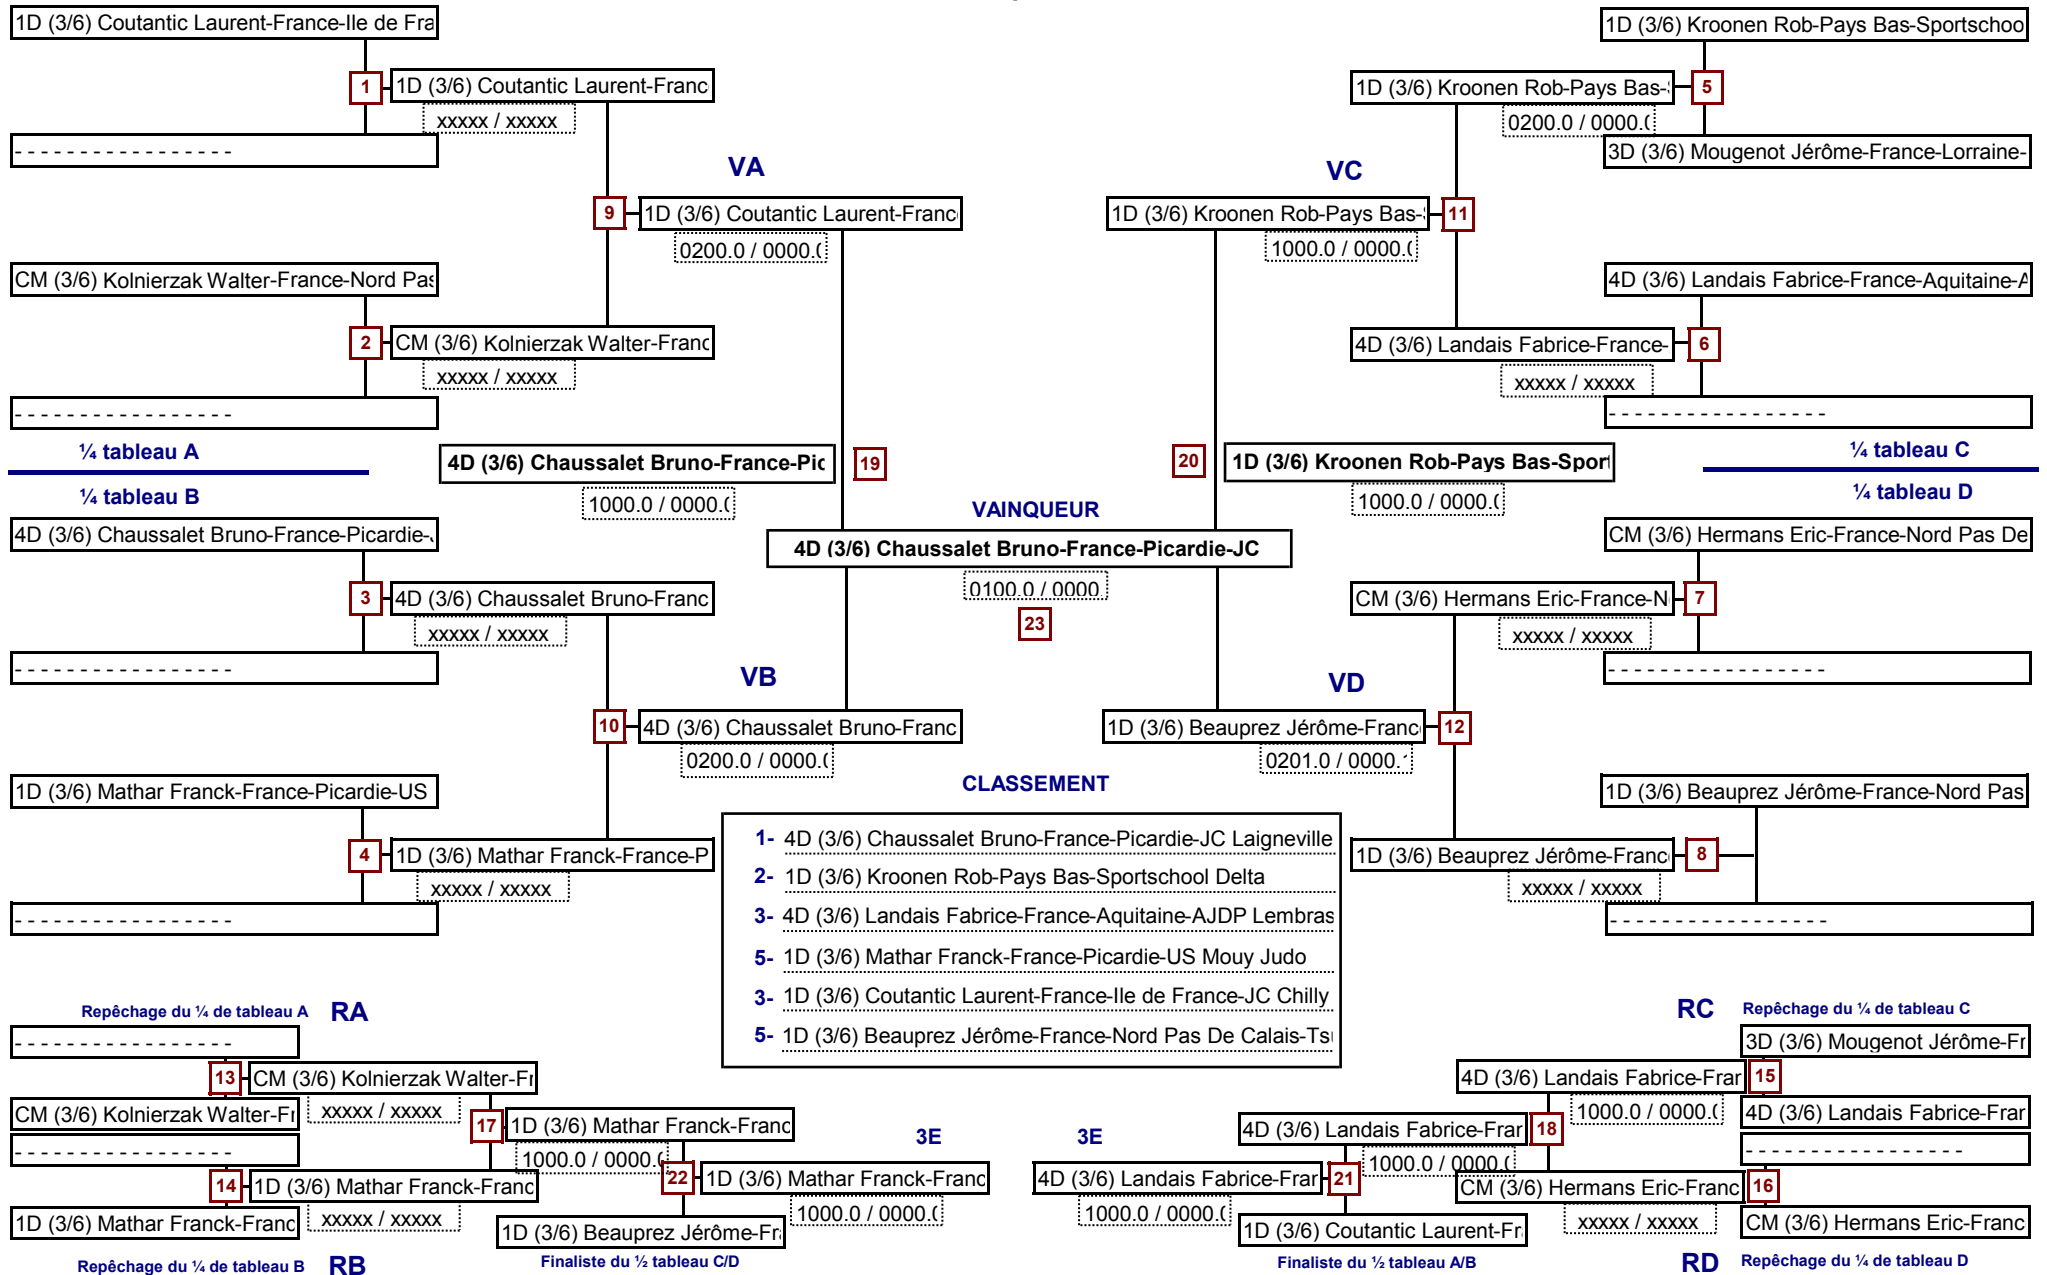 1D (3/6) Coutantic Laurent-France-Ile de Fra
1
1D (3/6) Coutantic Laurent-Franc
xxxxx / xxxxx
- - - - - - - - - - - - - - - - -
VA
9
1D (3/6) Coutantic Laurent-Franc
0200.0 / 0000.(
CM (3/6) Kolnierzak Walter-France-Nord Pas
2
CM (3/6) Kolnierzak Walter-Franc
xxxxx / xxxxx
- - - - - - - - - - - - - - - - -
¼ tableau A
¼ tableau B
4D (3/6) Chaussalet Bruno-France-Pic
19
1000.0 / 0000.(
4D (3/6) Chaussalet Bruno-France-Picardie-J
3
4D (3/6) Chaussalet Bruno-Franc
xxxxx / xxxxx
- - - - - - - - - - - - - - - - -
VB
10
4D (3/6) Chaussalet Bruno-Franc
0200.0 / 0000.(
1D (3/6) Mathar Franck-France-Picardie-US
4
1D (3/6) Mathar Franck-France-P
xxxxx / xxxxx
- - - - - - - - - - - - - - - - -
1D (3/6) Kroonen Rob-Pays Bas-Sportschoo
1D (3/6) Kroonen Rob-Pays Bas-S
5
0200.0 / 0000.(
3D (3/6) Mougenot Jérôme-France-Lorraine-
VC
1D (3/6) Kroonen Rob-Pays Bas-S
11
1000.0 / 0000.(
4D (3/6) Landais Fabrice-France-Aquitaine-A
4D (3/6) Landais Fabrice-France-
6
xxxxx / xxxxx
- - - - - - - - - - - - - - - - -
20
1D (3/6) Kroonen Rob-Pays Bas-Sport
1000.0 / 0000.(
¼ tableau C
¼ tableau D
VAINQUEUR
4D (3/6) Chaussalet Bruno-France-Picardie-JC
0100.0 / 0000.
23
CM (3/6) Hermans Eric-France-Nord Pas De
CM (3/6) Hermans Eric-France-N
7
xxxxx / xxxxx
- - - - - - - - - - - - - - - - -
VD
1D (3/6) Beauprez Jérôme-Franc
12
0201.0 / 0000.1
1D (3/6) Beauprez Jérôme-France-Nord Pas
1D (3/6) Beauprez Jérôme-Franc
8
xxxxx / xxxxx
- - - - - - - - - - - - - - - - -
CLASSEMENT
1- 4D (3/6) Chaussalet Bruno-France-Picardie-JC Laigneville
2- 1D (3/6) Kroonen Rob-Pays Bas-Sportschool Delta
3- 4D (3/6) Landais Fabrice-France-Aquitaine-AJDP Lembras
5- 1D (3/6) Mathar Franck-France-Picardie-US Mouy Judo
3- 1D (3/6) Coutantic Laurent-France-Ile de France-JC Chilly
5- 1D (3/6) Beauprez Jérôme-France-Nord Pas De Calais-Tsu
Repêchage du ¼ de tableau A RA
- - - - - - - - - - - - - - - - -
13
CM (3/6) Kolnierzak Walter-Fr
CM (3/6) Kolnierzak Walter-Fr
xxxxx / xxxxx
17
1D (3/6) Mathar Franck-Franc
1000.0 / 0000.(
- - - - - - - - - - - - - - - - -
14
1D (3/6) Mathar Franck-Franc
1D (3/6) Mathar Franck-Franc
xxxxx / xxxxx
22
1D (3/6) Mathar Franck-Franc
1000.0 / 0000.(
1D (3/6) Beauprez Jérôme-Fra
Finaliste du ½ tableau C/D
Repêchage du ¼ de tableau B RB
3E
3E
RC Repêchage du ¼ de tableau C
3D (3/6) Mougenot Jérôme-Fr
4D (3/6) Landais Fabrice-Fran
15
1000.0 / 0000.(
4D (3/6) Landais Fabrice-Fran
4D (3/6) Landais Fabrice-Fran
18
1000.0 / 0000.(
- - - - - - - - - - - - - - - - -
4D (3/6) Landais Fabrice-Fran
21
1000.0 / 0000.(
CM (3/6) Hermans Eric-Franc
16
xxxxx / xxxxx
CM (3/6) Hermans Eric-Franc
1D (3/6) Coutantic Laurent-Fra
Finaliste du ½ tableau A/B
RD Repêchage du ¼ de tableau D